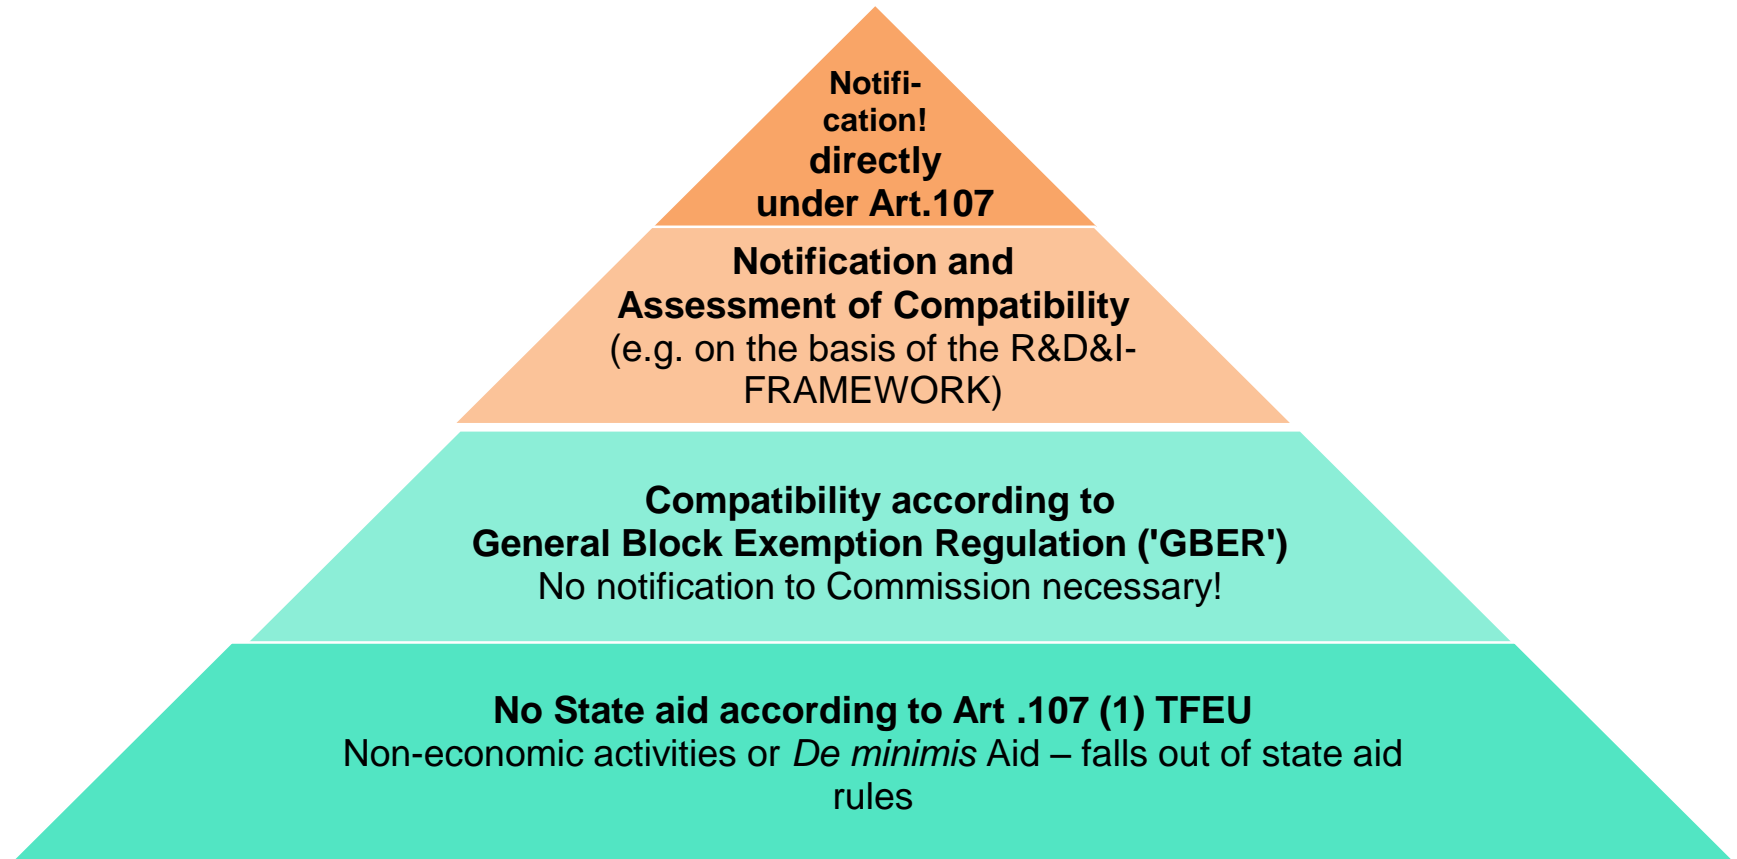 Notifi-
cation!
directly
under Art.107
Notification and
Assessment of Compatibility
(e.g. on the basis of the R&D&I-
FRAMEWORK)
Compatibility according to
General Block Exemption Regulation ('GBER')
No notification to Commission necessary!
No State aid according to Art .107 (1) TFEU
Non-economic activities or De minimis Aid – falls out of state aid
rules